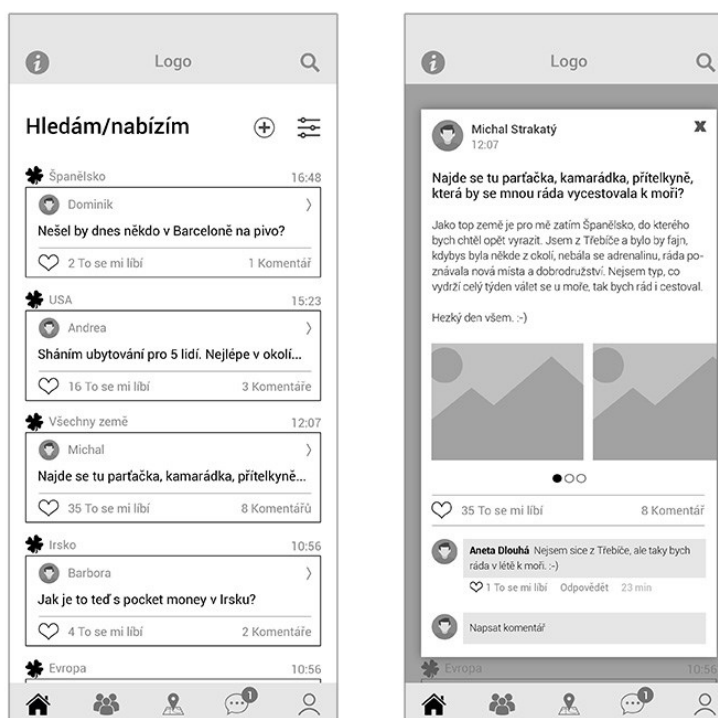 Logo
Hledám/nabízím
Španělsko 16:48
Dominik
Nešel by dnes někdo v Barceloně na pivo?
2 To se mi líbí 1 Komentář
USA 15:23
Andrea
Sháním ubytování pro 5 lidí. Nejlépe v okolí...
16 To se mi líbí 3 Komentáře
Všechny země 12:07
Michal
Najde se tu parťačka, kamarádka, přítelkyně...
35 To se mi líbí 8 Komentářů
Irsko 10:56
Barbora
Jak je to teď s pocket money v Irsku?
4 To se mi líbí 2 Komentáře
Evropa 10:56
1
Logo
Michal Strakatý X
12:07
Najde se tu parťačka, kamarádka, přítelkyně,
která by se mnou ráda vycestovala k moři?
Jako top země je pro mě zatím Španělsko, do kterého
bych chtěl opět vyrazit. Jsem z Třebíče a bylo by fajn,
kdybys byla někde z okolí, nebála se adrenalinu, ráda po-
znávala nová místa a dobrodružství. Nejsem typ, co
vydrží celý týden válet se u moře, tak bych rád i cestoval.
Hezký den všem. :-)
35 To se mi líbí 8 Komentář
Aneta Dlouhá Nejsem sice z Třebíče, ale taky bych
ráda v létě k moři. :-)
1 To se mi líbí Odpovědět 23 min
Napsat komentář
Evropa 10:56
1